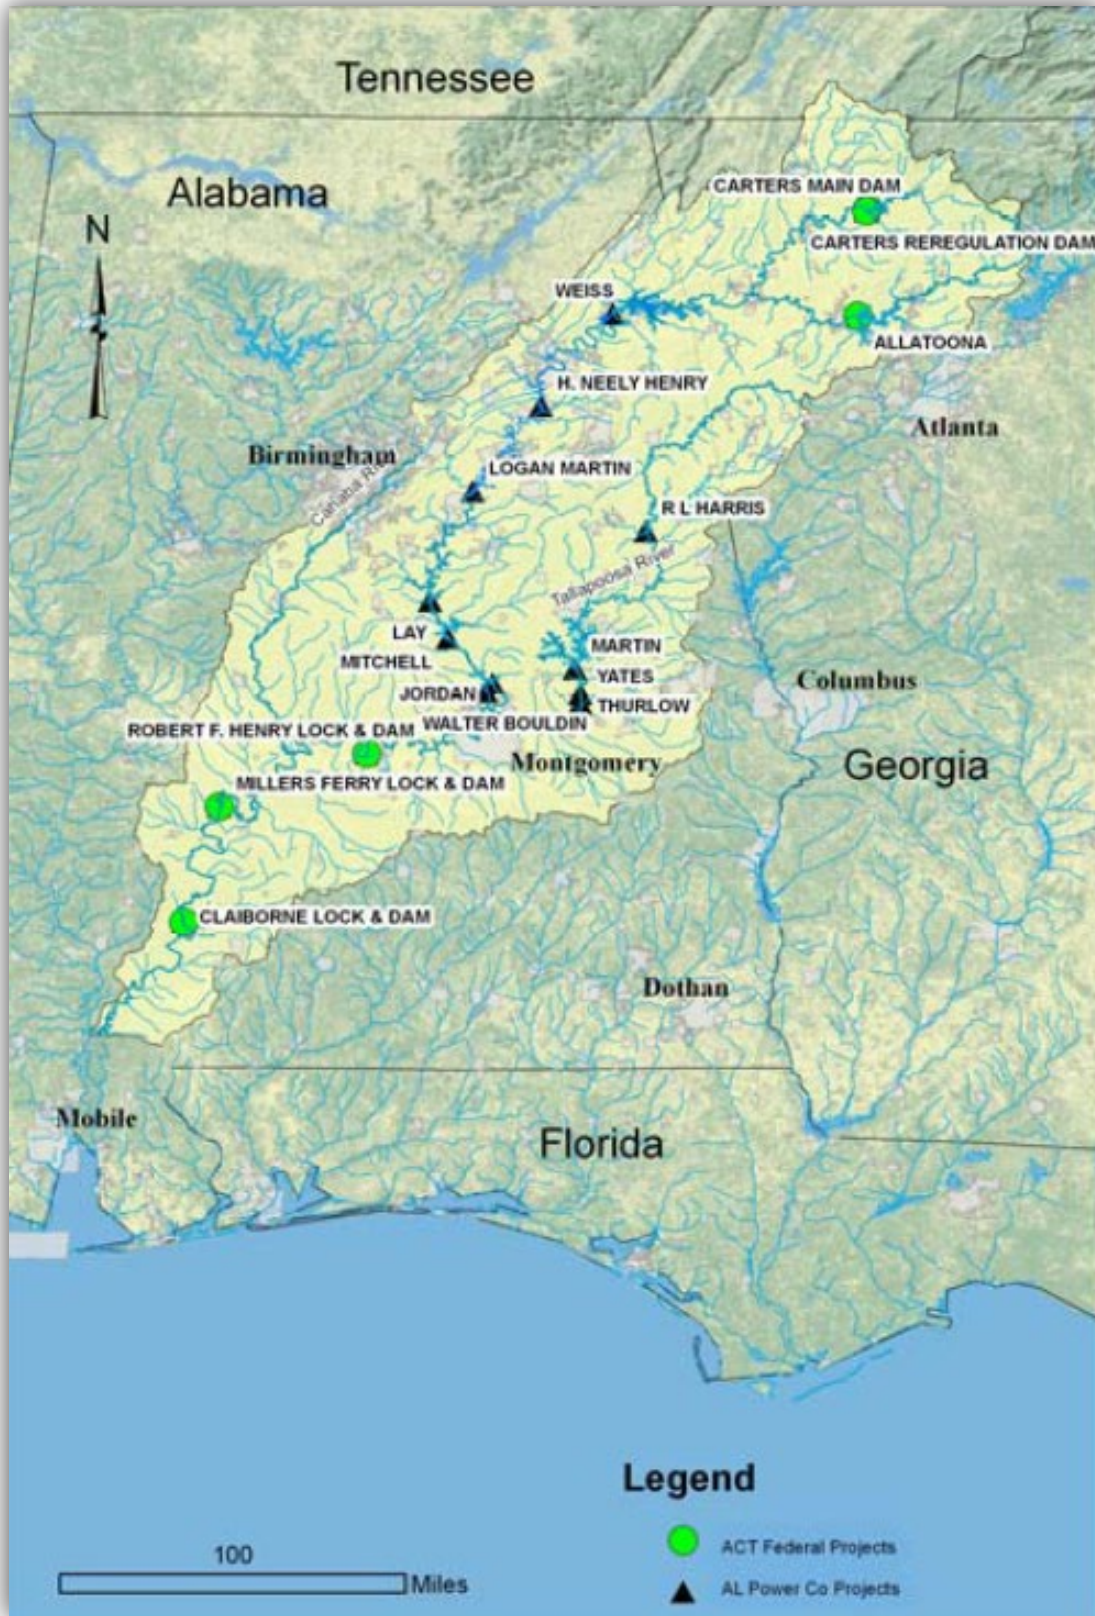 Tennessee
Alabama
N
CARTERS MAIN DAM
CARTERS REREGULATION DAM
WEISS
ALLATOONA
H. NEELY HENRY
Atlanta
Birmingham
LOGAN MARTIN
Cahaba River
R L HARRIS
Tallapoosa River
LAY
MARTIN
MITCHELL
YATES
Columbus
JORDAN
THURLOW
WALTER BOULDIN
ROBERT F. HENRY LOCK & DAM
Montgomery
Georgia
MILLERS FERRY LOCK & DAM
CLAIBORNE LOCK & DAM
Dothan
Mobile
Florida
Legend
ACT Federal Projects
100
Miles
AL Power Co Projects